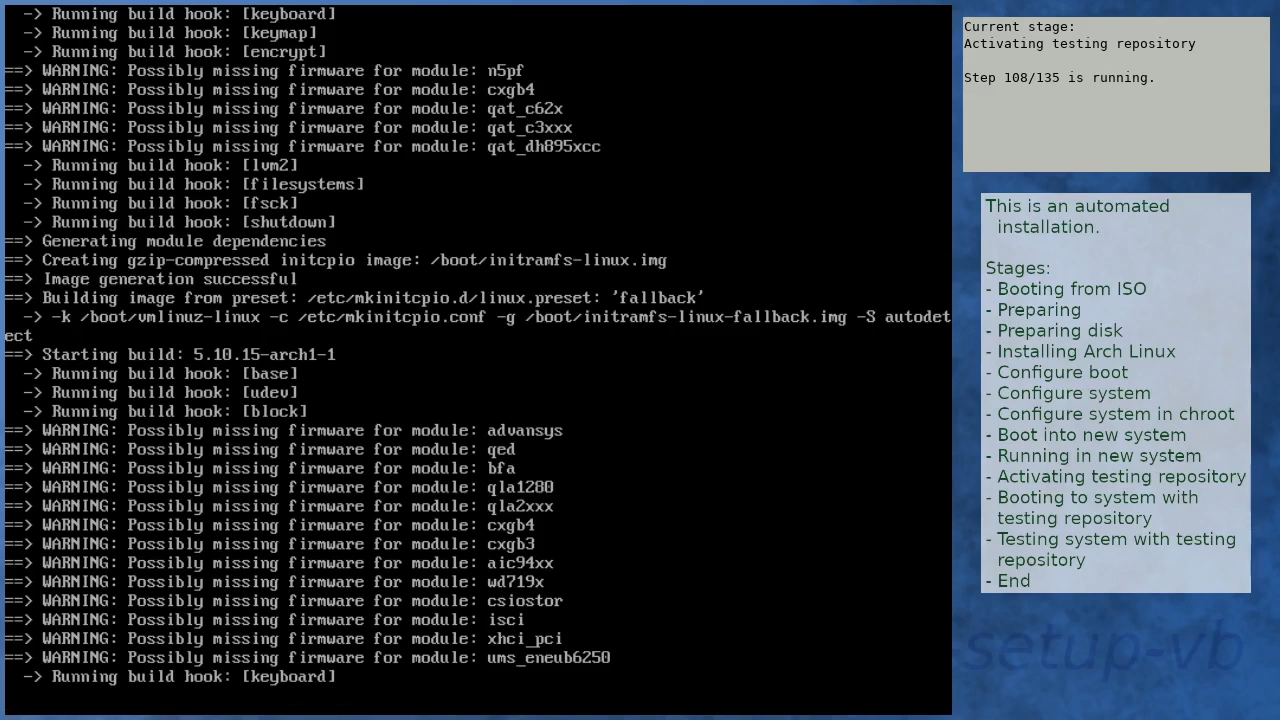 -> Running build hook: [keyboard]
-> Running build hook: [keymap]
-> Running build hook: [encrypt]
==> WARNING: Possibly missing firmware for module: n5pf
==> WARNING: Possibly missing firmware for module: cxgb4
==> WARNING: Possibly missing firmware for module: qat_c62x
==> WARNING: Possibly missing firmware for module: qat_c3xxx
==> WARNING: Possibly missing firmware for module: qat_dh895xcc
-> Running build hook: [lvm2]
-> Running build hook: [filesystems]
-> Running build hook: [fsck]
-> Running build hook: [shutdown]
==> Generating module dependencies
==> Creating gzip-compressed initcpio image: /boot/initramfs-linux.img
==> Image generation successful
==> Building image from preset: /etc/mkinitcpio.d/linux.preset: 'fallback'
-> -k /boot/vmlinuz-linux -c /etc/mkinitcpio.conf -g /boot/initramfs-linux-fallback.img -S autodet
ect
==> Starting build: 5.10.15-arch1-1
-> Running build hook: [base]
-> Running build hook: [udev]
-> Running build hook: [block]
==> WARNING: Possibly missing firmware for module: advansys
==> WARNING: Possibly missing firmware for module: qed
==> WARNING: Possibly missing firmware for module: bfa
==> WARNING: Possibly missing firmware for module: qla1280
==> WARNING: Possibly missing firmware for module: qla2xxx
==> WARNING: Possibly missing firmware for module: cxgb4
==> WARNING: Possibly missing firmware for module: cxgb3
==> WARNING: Possibly missing firmware for module: aic94xx
==> WARNING: Possibly missing firmware for module: wd719x
==> WARNING: Possibly missing firmware for module: csiostor
==> WARNING: Possibly missing firmware for module: isci
==> WARNING: Possibly missing firmware for module: xhci_pci
==> WARNING: Possibly missing firmware for module: ums_eneub6250
-> Running build hook: [keyboard]
Current stage:
Activating testing repository
Step 108/135 is running.
This is an automated
installation.
Stages:
- Booting from ISO
- Preparing
- Preparing disk
- Installing Arch Linux
- Configure boot
- Configure system
- Configure system in chroot
- Boot into new system
- Running in new system
- Activating testing repository
- Booting to system with
testing repository
- Testing system with testing
repository
- End
setup-vb